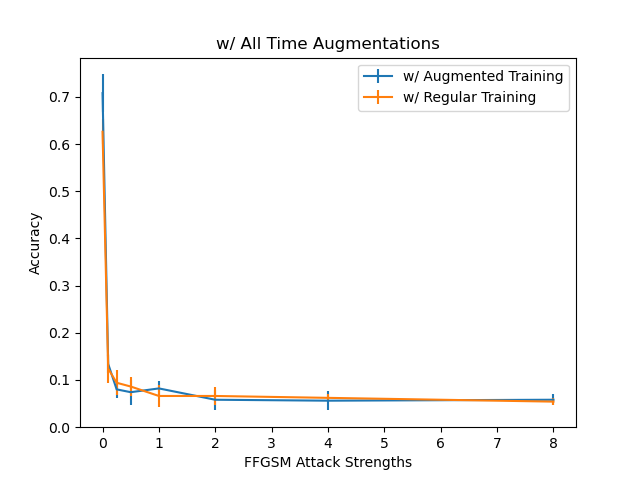 w/ All Time Augmentations
w/ Augmented Training
w/ Regular Training
Accuracy
0.7
0.6
0.5
0.4
0.3
0.2
0.1
0.0
0 1 2 3 4 5 6 7 8
FFGSM Attack Strengths